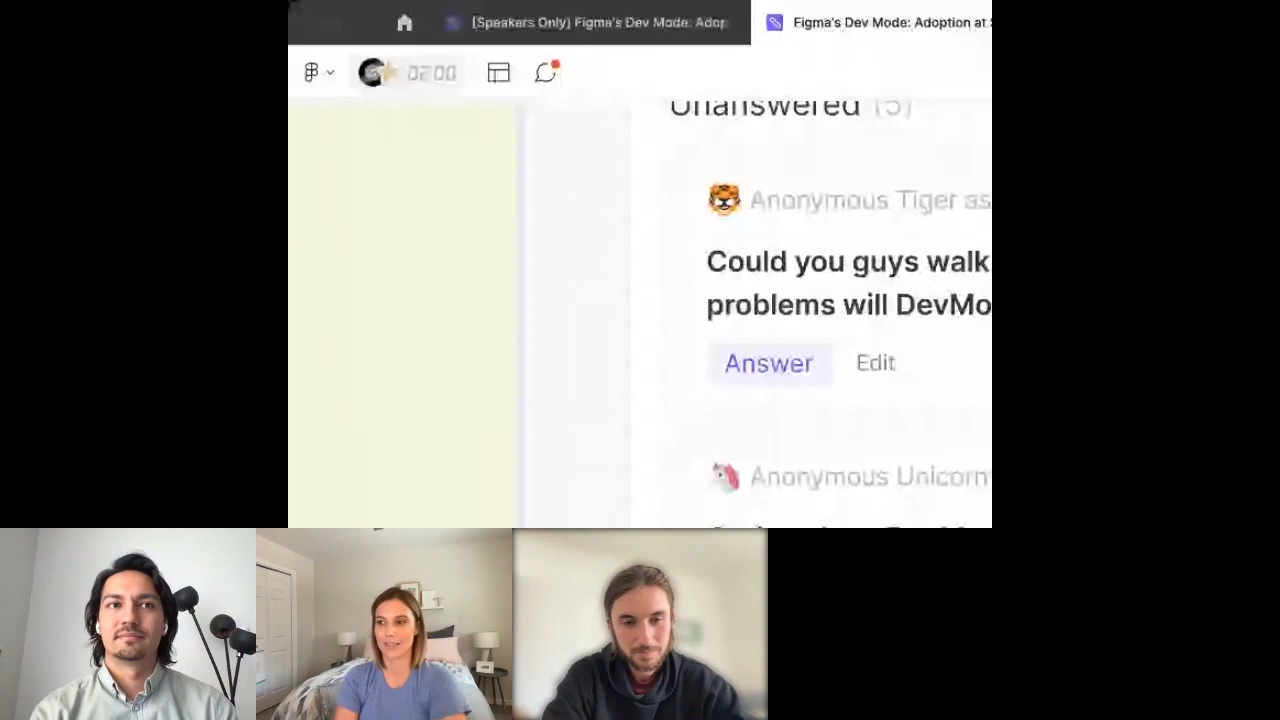 [Speakers Only] Figma's Dev Mode: Adop
Figma's Dev Mode: Adoption at S
02:00
Unanswered (5)
Anonymous Tiger as
Could you guys walk
problems will DevMo
Answer Edit
Anonymous Unicorn